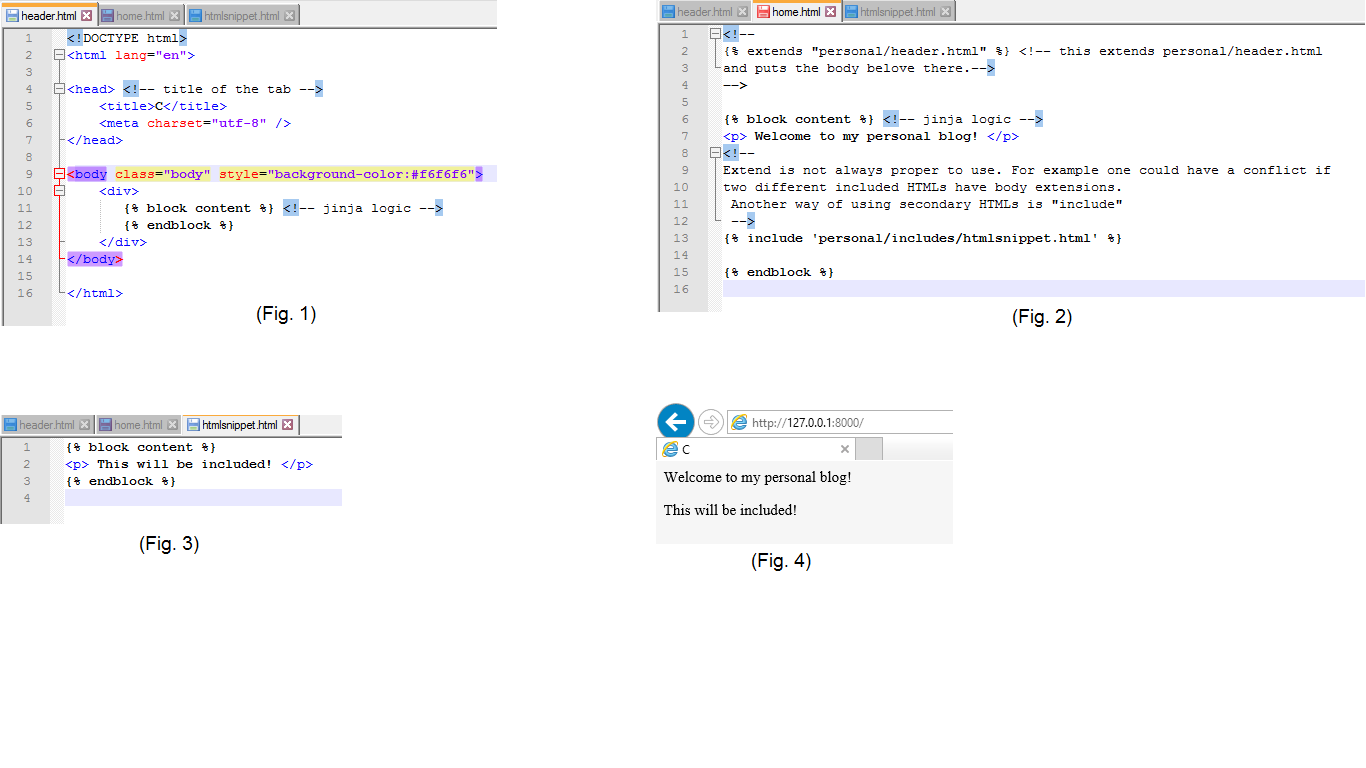 header.html home.html htmlsnippet.html
1 <!DOCTYPE html>
2 <html lang="en">
3
4 <head> <!-- title of the tab -->
5 <title>C</title>
6 <meta charset="utf-8" />
7 </head>
8
9 <body class="body" style="background-color:#f6f6f6">
10 <div>
11 {% block content %} <!-- jinja logic -->
12 {% endblock %}
13 </div>
14 </body>
15
16 </html>
(Fig. 1)
header.html home.html htmlsnippet.html
1 <!--
2 {% extends "personal/header.html" %} <!-- this extends personal/header.html
3 and puts the body belove there.-->
4 -->
5
6 {% block content %} <!-- jinja logic -->
7 <p> Welcome to my personal blog! </p>
8 <!--
9 Extend is not always proper to use. For example one could have a conflict if
10 two different included HTMLs have body extensions.
11 Another way of using secondary HTMLs is "include"
12 -->
13 {% include 'personal/includes/htmlsnippet.html' %}
14
15 {% endblock %}
16
(Fig. 2)
header.html home.html htmlsnippet.html
1 {% block content %}
2 <p> This will be included! </p>
3 {% endblock %}
4
(Fig. 3)
http://127.0.0.1:8000/
C
Welcome to my personal blog!
This will be included!
(Fig. 4)